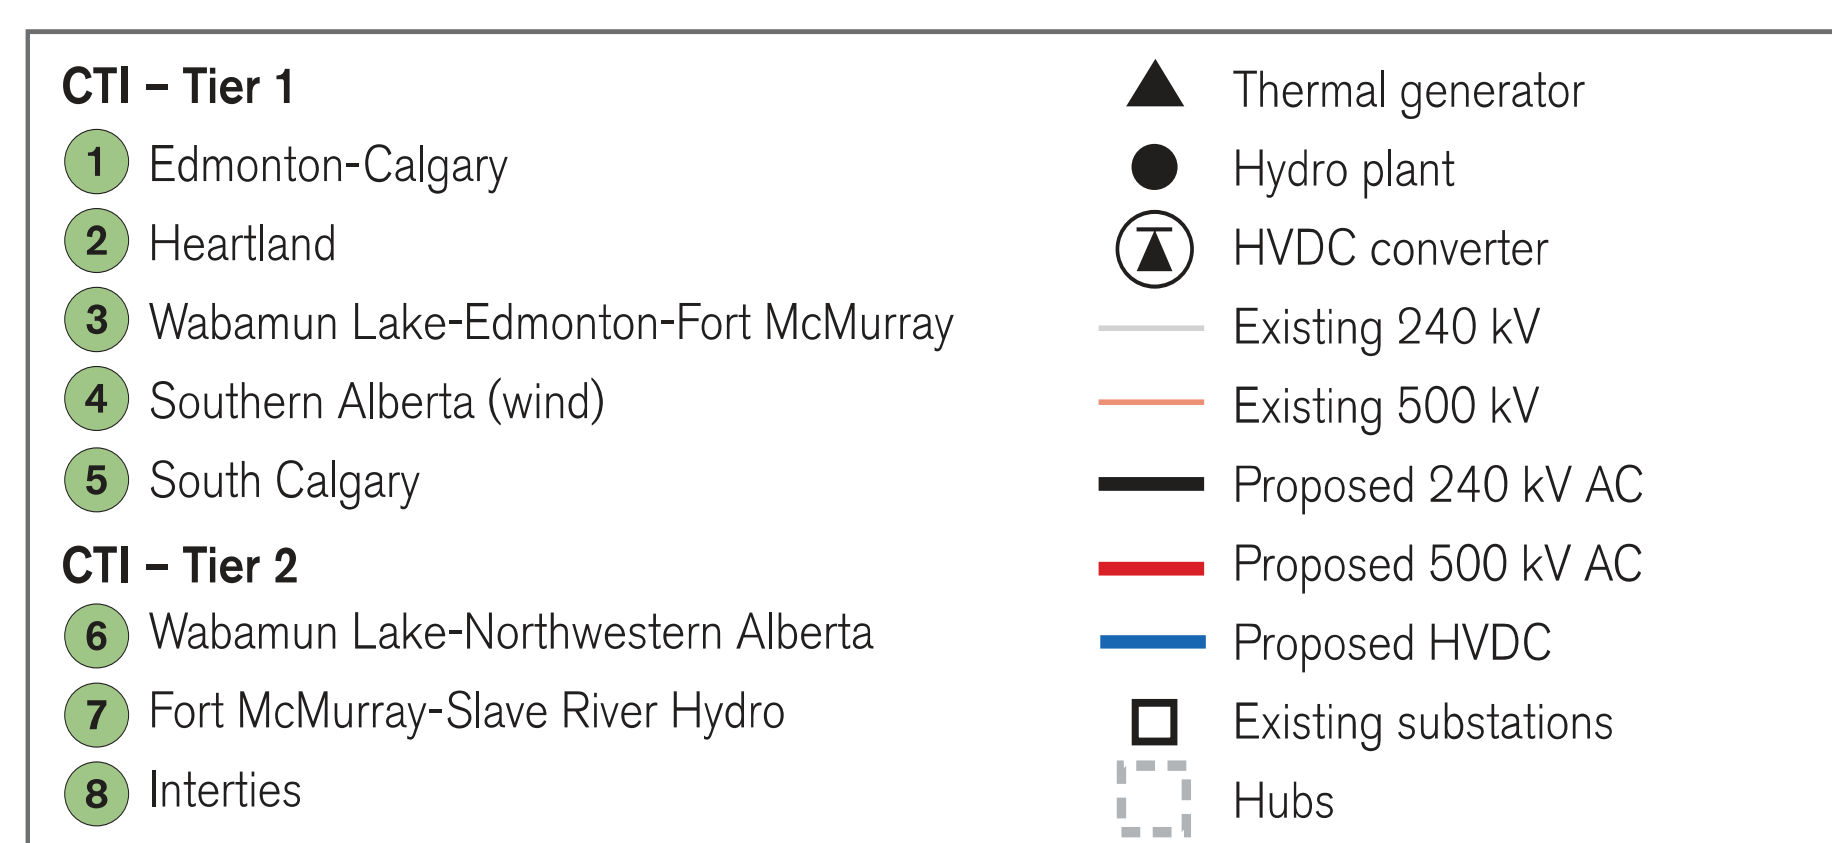 CTI – Tier 1
1 Edmonton-Calgary
2 Heartland
3 Wabamun Lake-Edmonton-Fort McMurray
4 Southern Alberta (wind)
5 South Calgary
CTI – Tier 2
6 Wabamun Lake-Northwestern Alberta
7 Fort McMurray-Slave River Hydro
8 Interties
Thermal generator
Hydro plant
HVDC converter
Existing 240 kV
Existing 500 kV
Proposed 240 kV AC
Proposed 500 kV AC
Proposed HVDC
Existing substations
Hubs